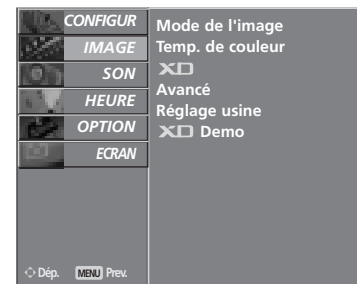 CONFIGUR
IMAGE
SON
HEURE
OPTION
ECRAN
Dép. MENU Prev.
Mode de l'image
Temp. de couleur
XD
Avancé
Réglage usine
XD Demo